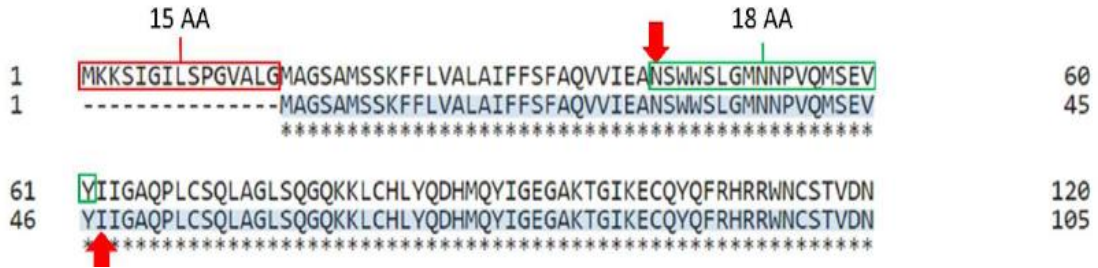 15 AA 18 AA
1 MKKSIGILSPGVALGMAGSAMSSKFFLVALAIFFSFAQVVIEANSWWSLGMNNPVQMSEV 60
1 ---------------MAGSAMSSKFFLVALAIFFSFAQVVIEANSWWSLGMNNPVQMSEV 45
*********************************************
61 YIIGAQPLCSQLAGLSQGQKKLCHLYQDHMQYIGEGAKTGIKECQYQFRHRRWNCSTVDN 120
46 YIIGAQPLCSQLAGLSQGQKKLCHLYQDHMQYIGEGAKTGIKECQYQFRHRRWNCSTVDN 105
************************************************************